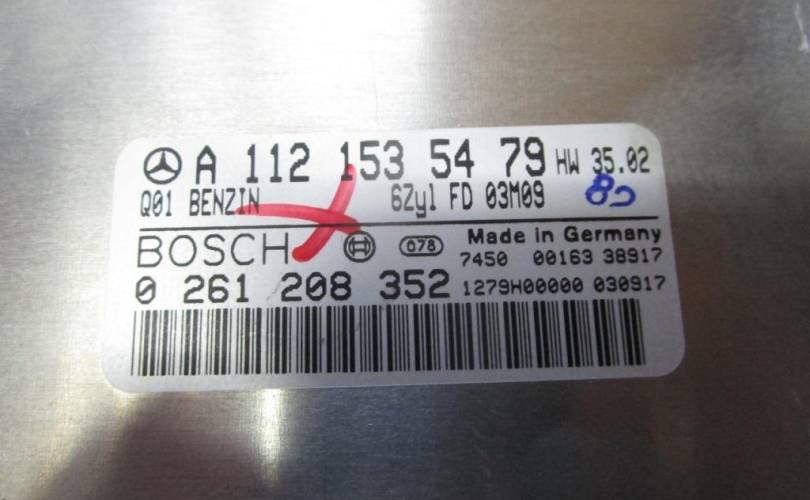 A 112 153 54 79 HW 35.02
Q01 BENZIN 6Zyl FD 03M09
BOSCH 078 Made in Germany
7450 00163 38917
0 261 208 352 1279H00000 030917